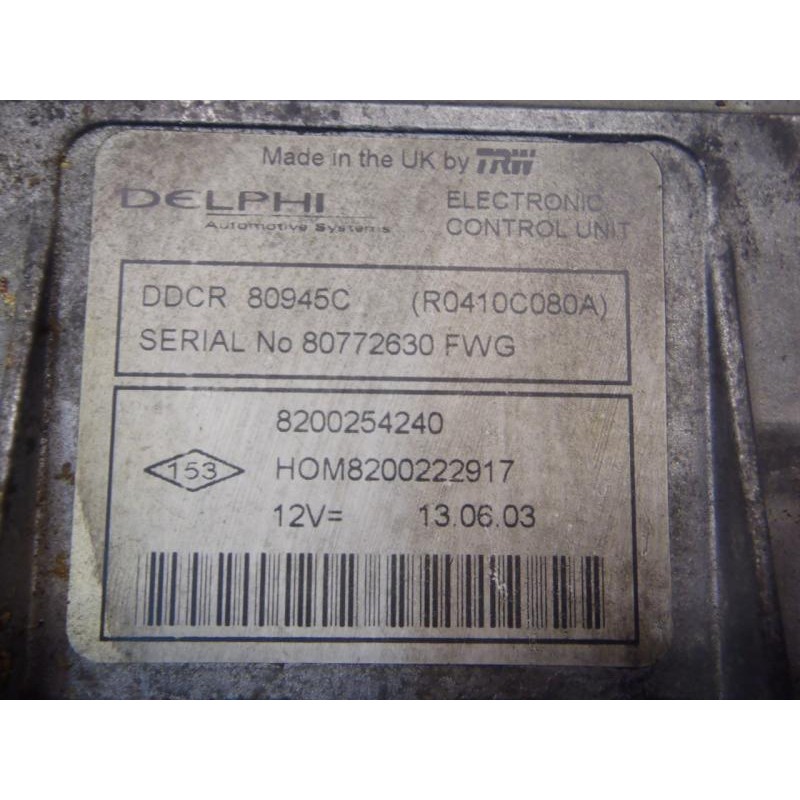 Made in the UK by TRW
DELPHI
Automotive Systems
ELECTRONIC
CONTROL UNIT
DDCR 80945C (R0410C080A)
SERIAL No 80772630 FWG
8200254240
153 HOM8200222917
12V= 13.06.03